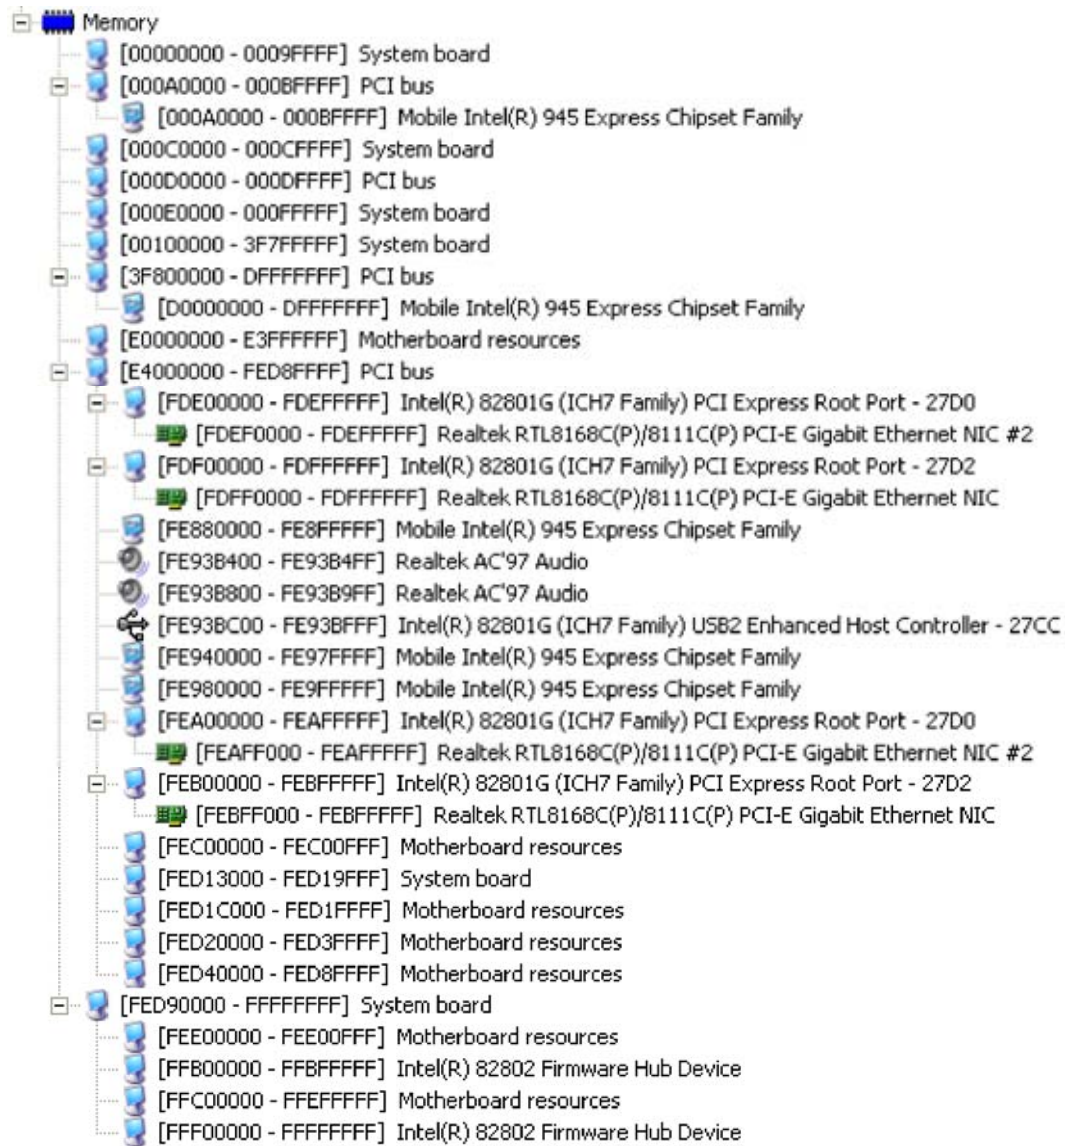 Memory
[00000000 - 0009FFFF] System board
[000A0000 - 000BFFFF] PCI bus
[000A0000 - 000BFFFF] Mobile Intel(R) 945 Express Chipset Family
[000C0000 - 000CFFFF] System board
[000D0000 - 000DFFFF] PCI bus
[000E0000 - 000FFFFF] System board
[00100000 - 3F7FFFFF] System board
[3F800000 - DFFFFFFF] PCI bus
[D0000000 - DFFFFFFF] Mobile Intel(R) 945 Express Chipset Family
[E0000000 - E3FFFFFF] Motherboard resources
[E4000000 - FED8FFFF] PCI bus
[FDE00000 - FDEFFFFF] Intel(R) 82801G (ICH7 Family) PCI Express Root Port - 27D0
[FDEF0000 - FDEFFFFF] Realtek RTL8168C(P)/8111C(P) PCI-E Gigabit Ethernet NIC #2
[FDF00000 - FDFFFFFF] Intel(R) 82801G (ICH7 Family) PCI Express Root Port - 27D2
[FDFF0000 - FDFFFFFF] Realtek RTL8168C(P)/8111C(P) PCI-E Gigabit Ethernet NIC
[FE880000 - FE8FFFFF] Mobile Intel(R) 945 Express Chipset Family
[FE93B400 - FE93B4FF] Realtek AC'97 Audio
[FE93B800 - FE93B9FF] Realtek AC'97 Audio
[FE93BC00 - FE93BFFF] Intel(R) 82801G (ICH7 Family) USB2 Enhanced Host Controller - 27CC
[FE940000 - FE97FFFF] Mobile Intel(R) 945 Express Chipset Family
[FE980000 - FE9FFFFF] Mobile Intel(R) 945 Express Chipset Family
[FEA00000 - FEAFFFFF] Intel(R) 82801G (ICH7 Family) PCI Express Root Port - 27D0
[FEAFF000 - FEAFFFFF] Realtek RTL8168C(P)/8111C(P) PCI-E Gigabit Ethernet NIC #2
[FEB00000 - FEBFFFFF] Intel(R) 82801G (ICH7 Family) PCI Express Root Port - 27D2
[FEBFF000 - FEBFFFFF] Realtek RTL8168C(P)/8111C(P) PCI-E Gigabit Ethernet NIC
[FEC00000 - FEC00FFF] Motherboard resources
[FED13000 - FED19FFF] System board
[FED1C000 - FED1FFFF] Motherboard resources
[FED20000 - FED3FFFF] Motherboard resources
[FED40000 - FED8FFFF] Motherboard resources
[FED90000 - FFFFFFFF] System board
[FEE00000 - FEE00FFF] Motherboard resources
[FFB00000 - FFBFFFFF] Intel(R) 82802 Firmware Hub Device
[FFC00000 - FFEFFFFF] Motherboard resources
[FFF00000 - FFFFFFFF] Intel(R) 82802 Firmware Hub Device